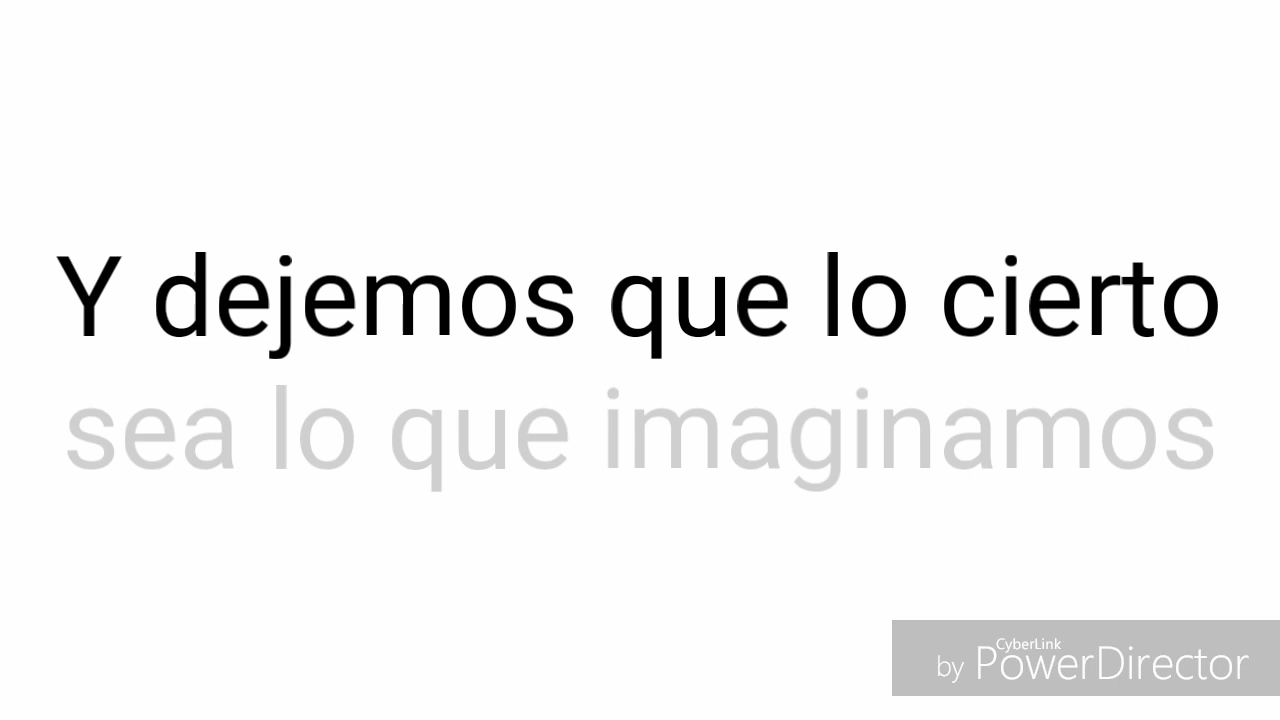 Y dejemos que lo cierto
sea lo que imaginamos
CyberLink
by PowerDirector